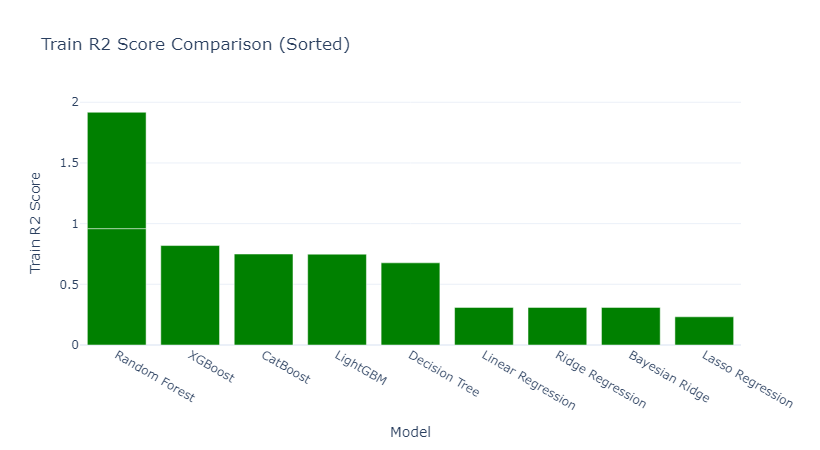 Train R2 Score Comparison (Sorted)
Train R2 Score
2
1.5
1
0.5
0
Random Forest
XGBoost
CatBoost
LightGBM
Decision Tree
Linear Regression
Ridge Regression
Bayesian Ridge
Lasso Regression
Model